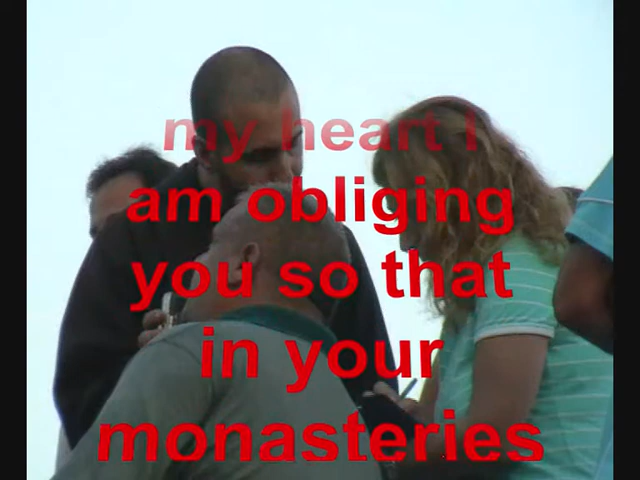 my heart I
am obliging
you so that
in your
monasteries